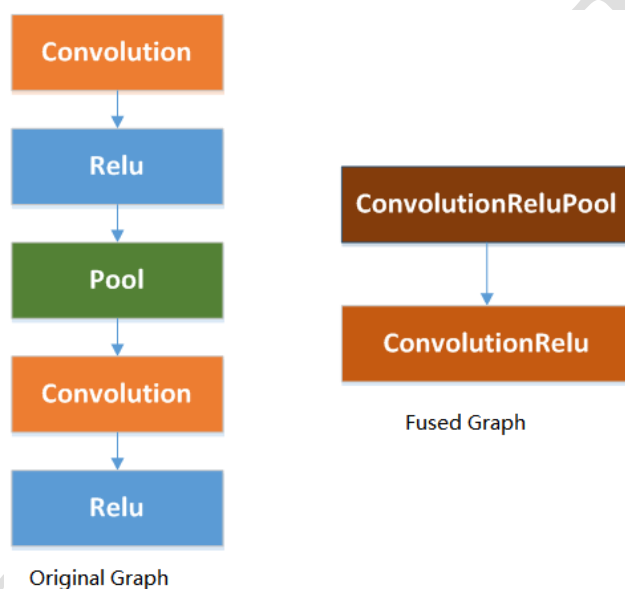 Convolution
Relu
Pool
Convolution
Relu
Original Graph
ConvolutionReluPool
ConvolutionRelu
Fused Graph